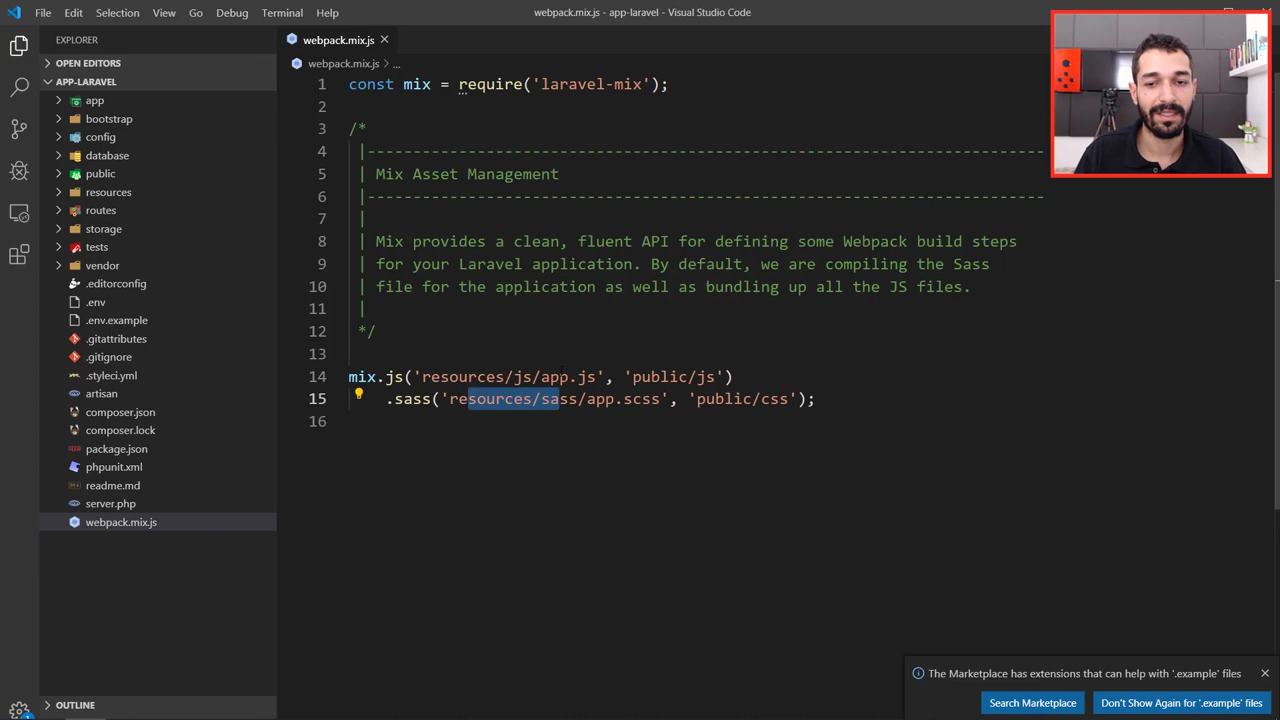 File Edit Selection View Go Debug Terminal Help
webpack.mix.js - app-laravel - Visual Studio Code
EXPLORER
OPEN EDITORS
APP-LARAVEL
app
bootstrap
config
database
public
resources
routes
storage
tests
vendor
.editorconfig
.env
.env.example
.gitattributes
.gitignore
.styleci.yml
artisan
composer.json
composer.lock
package.json
phpunit.xml
readme.md
server.php
webpack.mix.js
OUTLINE
webpack.mix.js
webpack.mix.js > ...
1 const mix = require('laravel-mix');
2
3 /*
4 |--------------------------------------------------------------------------
5 | Mix Asset Management
6 |--------------------------------------------------------------------------
7 |
8 | Mix provides a clean, fluent API for defining some Webpack build steps
9 | for your Laravel application. By default, we are compiling the Sass
10 | file for the application as well as bundling up all the JS files.
11 |
12 */
13
14 mix.js('resources/js/app.js', 'public/js')
15 .sass('resources/sass/app.scss', 'public/css');
16
The Marketplace has extensions that can help with '.example' files
Search Marketplace
Don't Show Again for '.example' files